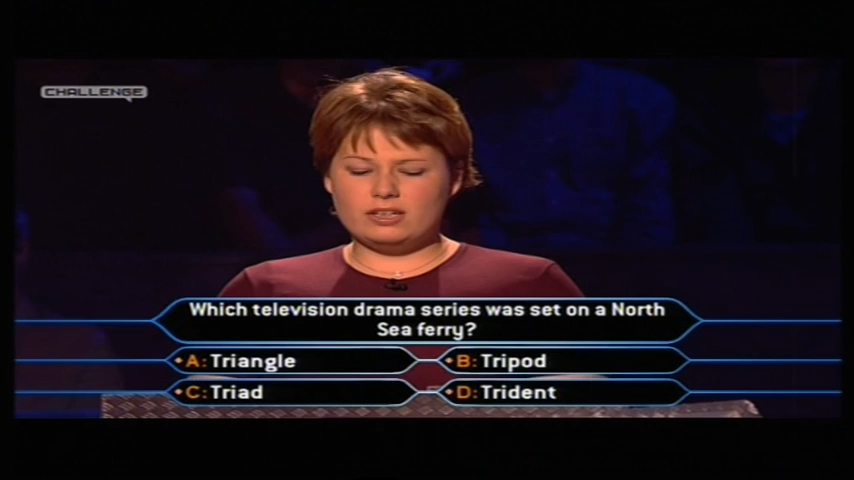 CHALLENGE
Which television drama series was set on a North
Sea ferry?
A: Triangle
B: Tripod
C: Triad
D: Trident